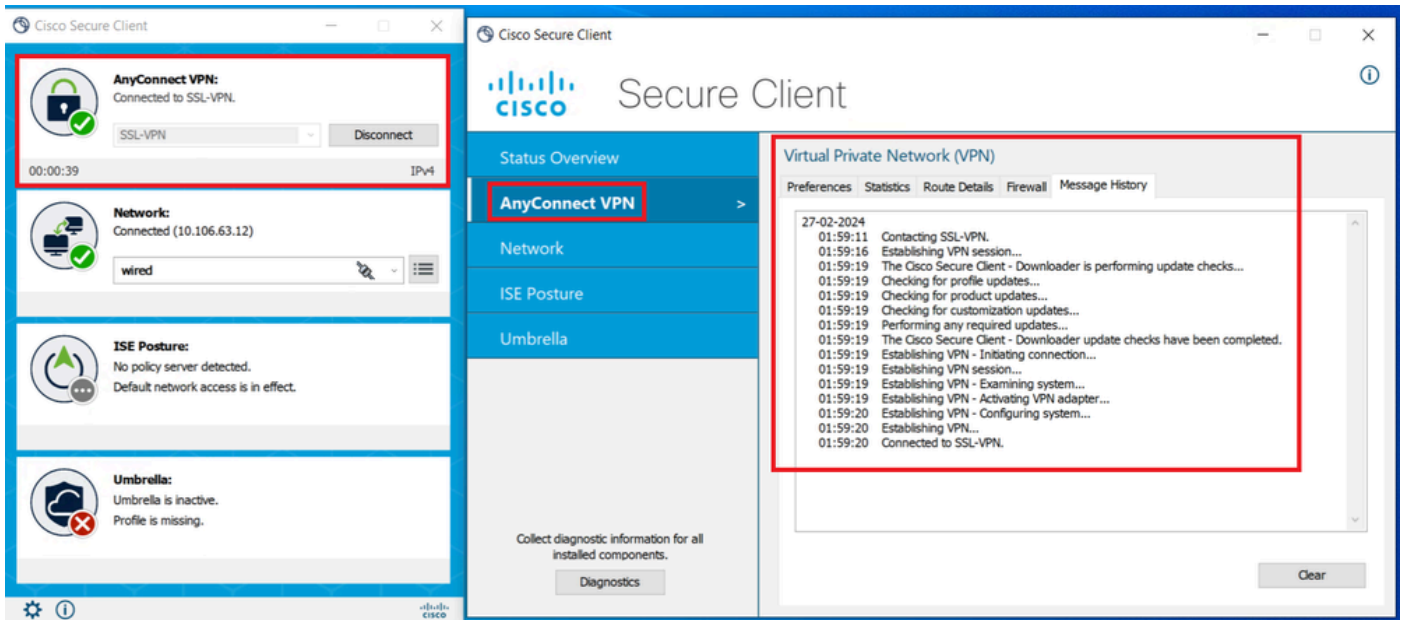 Cisco Secure Client
AnyConnect VPN:
Connected to SSL-VPN.
SSL-VPN
Disconnect
00:00:39
IPv4
Network:
Connected (10.106.63.12)
wired
ISE Posture:
No policy server detected.
Default network access is in effect.
Umbrella:
Umbrella is inactive.
Profile is missing.
CISCO
Cisco Secure Client
CISCO
Secure Client
Status Overview
AnyConnect VPN >
Network
ISE Posture
Umbrella
Collect diagnostic information for all
installed components.
Diagnostics
Virtual Private Network (VPN)
Preferences Statistics Route Details Firewall Message History
27-02-2024
01:59:11 Contacting SSL-VPN.
01:59:16 Establishing VPN session...
01:59:19 The Cisco Secure Client - Downloader is performing update checks...
01:59:19 Checking for profile updates...
01:59:19 Checking for product updates...
01:59:19 Checking for customization updates...
01:59:19 Performing any required updates...
01:59:19 The Cisco Secure Client - Downloader update checks have been completed.
01:59:19 Establishing VPN - Initiating connection...
01:59:19 Establishing VPN session...
01:59:19 Establishing VPN - Examining system...
01:59:19 Establishing VPN - Activating VPN adapter...
01:59:20 Establishing VPN - Configuring system...
01:59:20 Establishing VPN...
01:59:20 Connected to SSL-VPN.
Clear